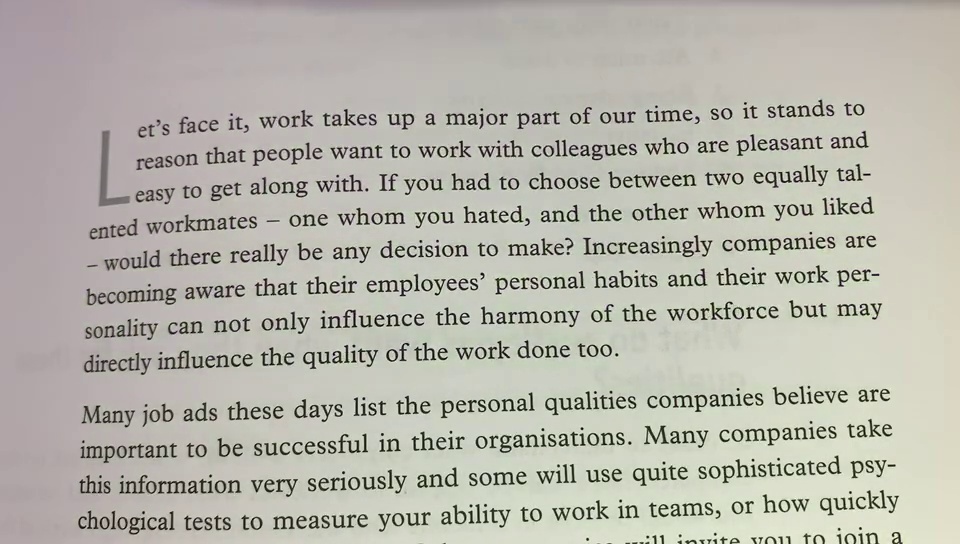 Let's face it, work takes up a major part of our time, so it stands to
reason that people want to work with colleagues who are pleasant and
easy to get along with. If you had to choose between two equally tal-
ented workmates – one whom you hated, and the other whom you liked
– would there really be any decision to make? Increasingly companies are
becoming aware that their employees' personal habits and their work per-
sonality can not only influence the harmony of the workforce but may
directly influence the quality of the work done too.
Many job ads these days list the personal qualities companies believe are
important to be successful in their organisations. Many companies take
this information very seriously and some will use quite sophisticated psy-
chological tests to measure your ability to work in teams, or how quickly
will invite you to join a